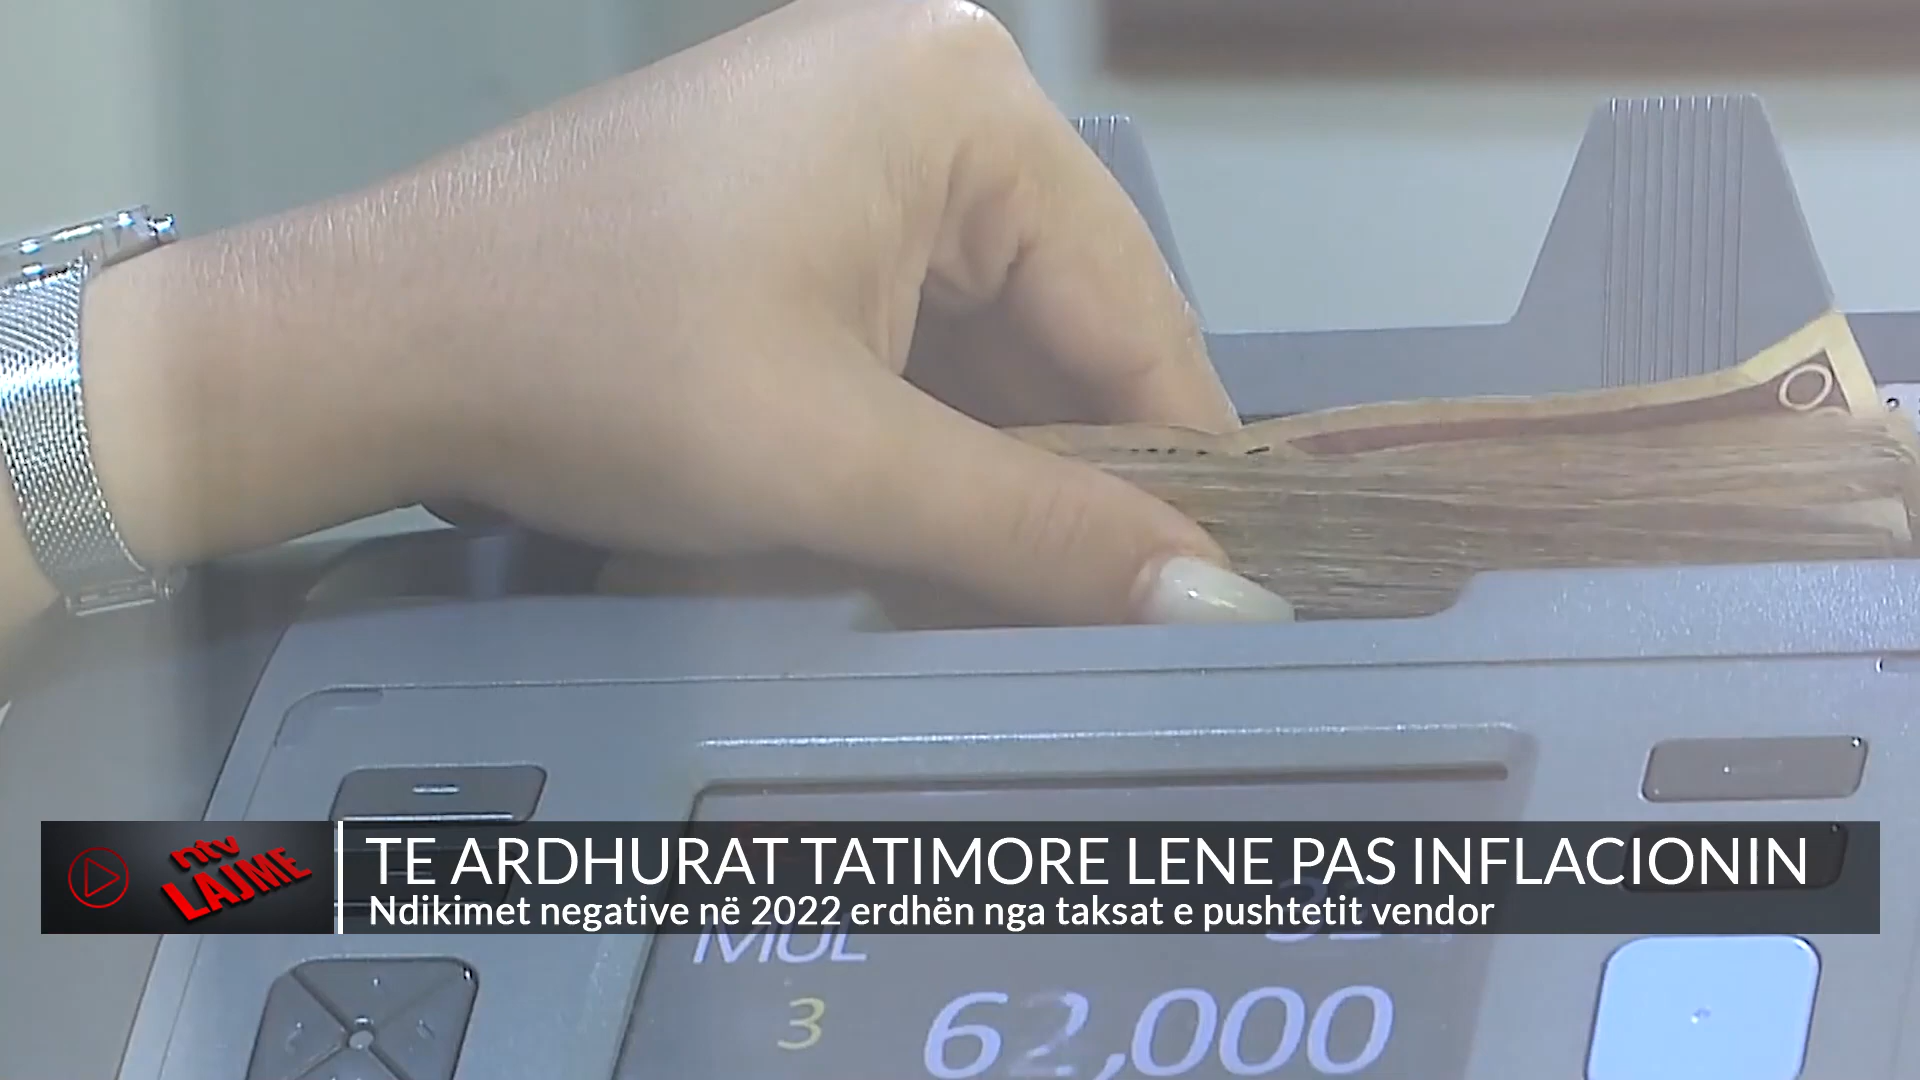 ntv
LAJME
TE ARDHURAT TATIMORE LENE PAS INFLACIONIN
Ndikimet negative në 2022 erdhën nga taksat e pushtetit vendor
MUL
3
62,000